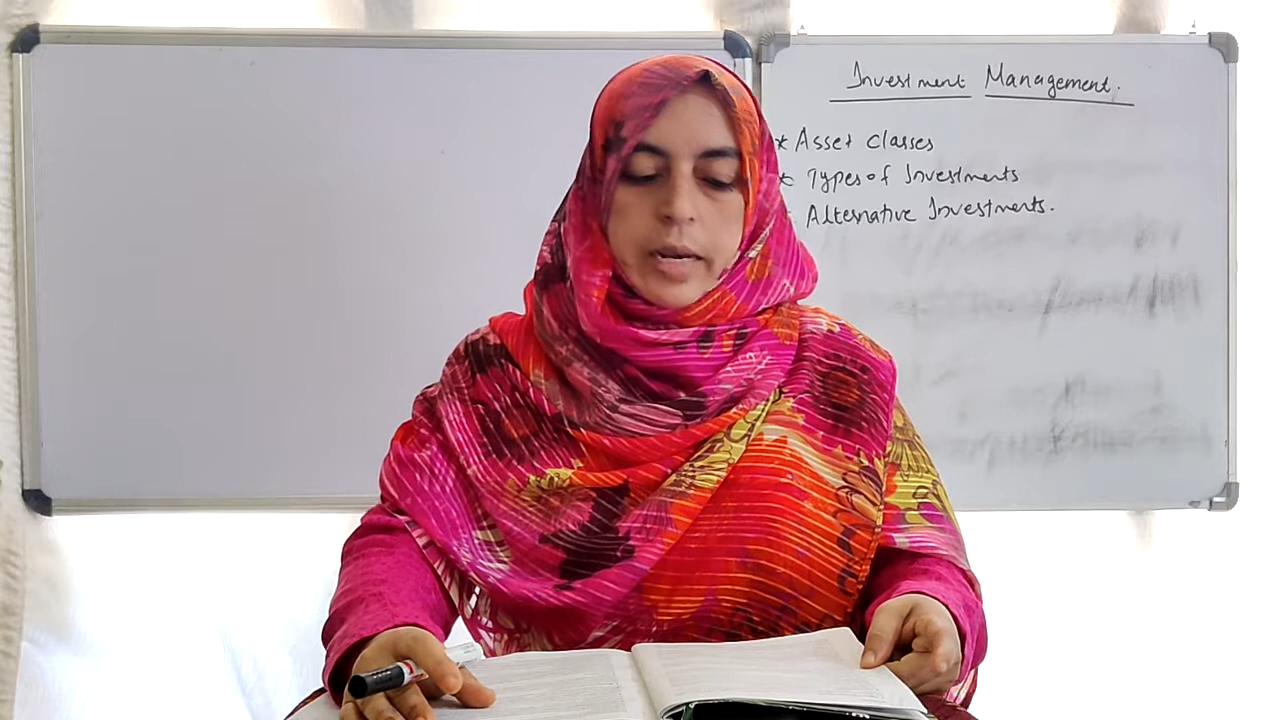 Investment Management.
* Asset classes
* Types of Investments
Alternative Investments.